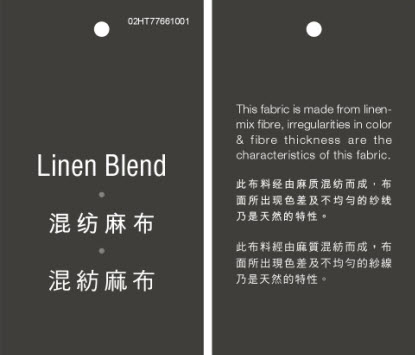 02HT77661001
Linen Blend
混纺麻布
混紡麻布
This fabric is made from linen-
mix fibre, irregularities in color
& fibre thickness are the
characteristics of this fabric.
此布料经由麻质混纺而成，布
面所出现色差及不均匀的纱线
乃是天然的特性。
此布料經由麻質混紡而成，布
面所出現色差及不均勻的紗線
乃是天然的特性。